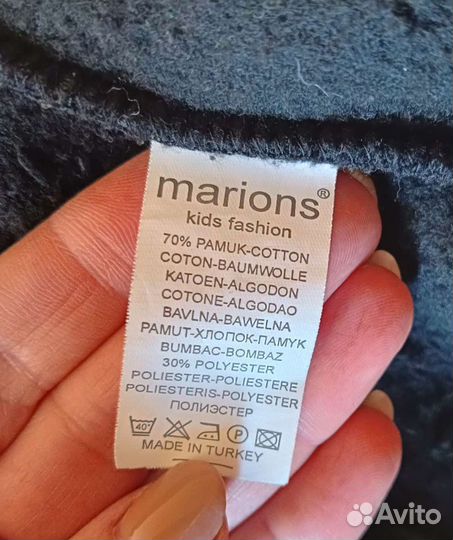 marions®
kids fashion
70% PAMUK-COTTON
COTON-BAUMWOLLE
KATOEN-ALGODON
COTONE-ALGODAO
BAVLNA-BAWELNA
PAMUT-ХЛОПОК-ПАМУК
BUMBAC-BOMBAZ
30% POLYESTER
POLIESTER-POLIESTERE
POLIESTERIS-POLYESTER
ПОЛИЭСТЕР
40°
P
MADE IN TURKEY
Avito